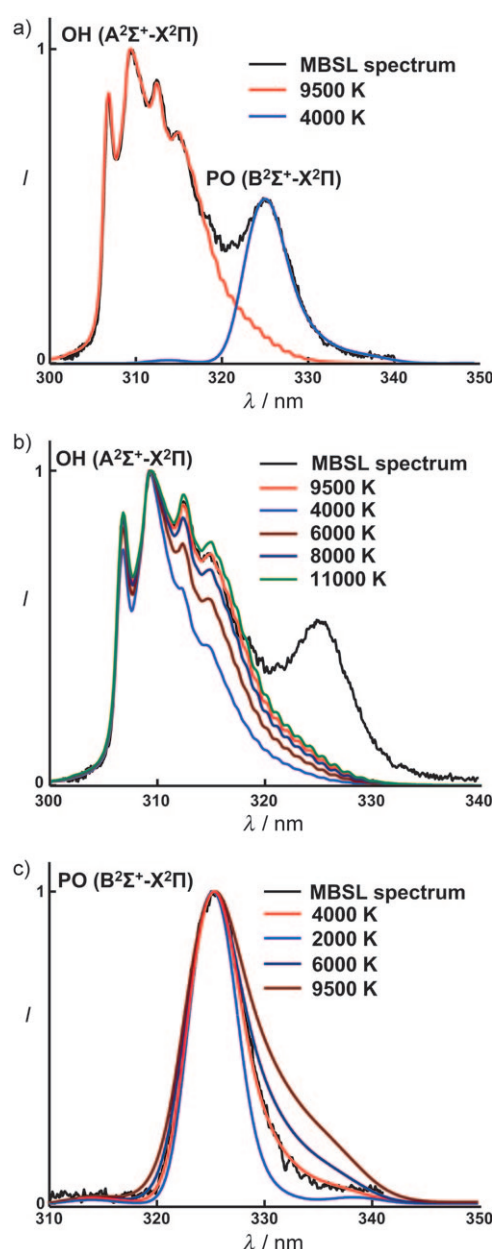 a)
OH (A²Σ⁺-X²Π)
MBSL spectrum
9500 K
4000 K
PO (B²Σ⁺-X²Π)
1
I
0
300 310 320 330 340 350
λ / nm
b)
OH (A²Σ⁺-X²Π)
MBSL spectrum
9500 K
4000 K
6000 K
8000 K
11000 K
1
I
0
300 310 320 330 340
λ / nm
c)
PO (B²Σ⁺-X²Π)
MBSL spectrum
4000 K
2000 K
6000 K
9500 K
1
I
0
310 320 330 340 350
λ / nm